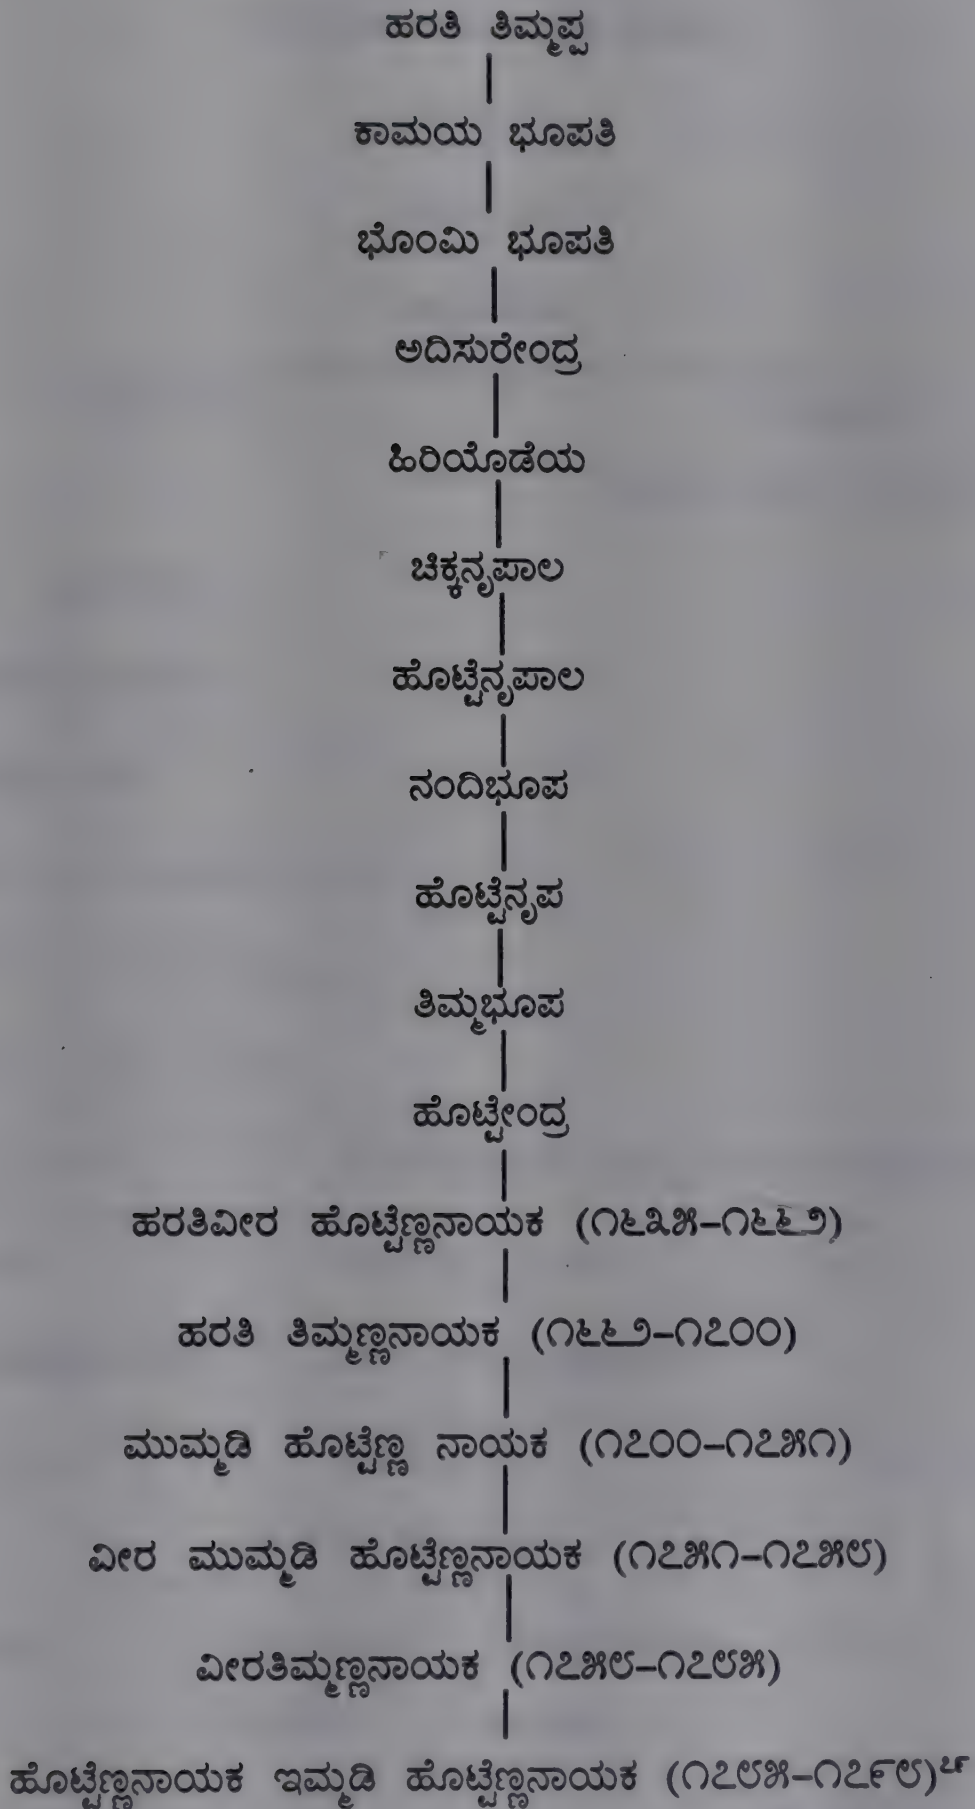 ಹರತಿ ತಿಮ್ಮಪ್ಪ
ಕಾಮಯ ಭೂಪತಿ
ಭೊಂಮಿ ಭೂಪತಿ
ಅದಿಸುರೇಂದ್ರ
ಹಿರಿಯೊಡೆಯ
ಚಿಕ್ಕನೃಪಾಲ
ಹೊಟ್ಟೆನೃಪಾಲ
ನಂದಿಭೂಪ
ಹೊಟ್ಟೆನೃಪ
ತಿಮ್ಮಭೂಪ
ಹೊಟ್ಟೇಂದ್ರ
ಹರತಿವೀರ ಹೊಟ್ಟೆಣ್ಣನಾಯಕ (೧೬೩೫–೧೬೬೨)
ಹರತಿ ತಿಮ್ಮಣ್ಣನಾಯಕ (೧೬೬೨–೧೭೦೦)
ಮುಮ್ಮಡಿ ಹೊಟ್ಟೆಣ್ಣ ನಾಯಕ (೧೭೦೦–೧೭೫೧)
ವೀರ ಮುಮ್ಮಡಿ ಹೊಟ್ಟೆಣ್ಣನಾಯಕ (೧೭೫೧–೧೭೫೮)
ವೀರತಿಮ್ಮಣ್ಣನಾಯಕ (೧೭೫೮–೧೭೮೫)
ಹೊಟ್ಟೆಣ್ಣನಾಯಕ ಇಮ್ಮಡಿ ಹೊಟ್ಟೆಣ್ಣನಾಯಕ (೧೭೮೫–೧೭೯೮)೬೯